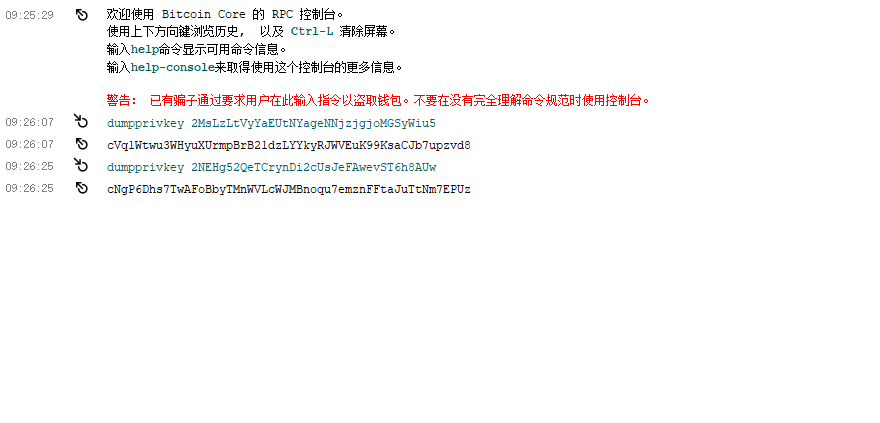 09:25:29 欢迎使用 Bitcoin Core 的 RPC 控制台。
使用上下方向键浏览历史, 以及 Ctrl-L 清除屏幕。
输入help命令显示可用命令信息。
输入help-console来取得使用这个控制台的更多信息。
警告: 已有骗子通过要求用户在此输入指令以盗取钱包。不要在没有完全理解命令规范时使用控制台。
09:26:07 dumpprivkey 2MsLzLtVyYaEUtNYageNNjzjgjoMGSyWiu5
09:26:07 cVq1Wtwu3WHyuXUrmpBrB21dzLYYkyRJWVEuK99KsaCJb7upzvd8
09:26:25 dumpprivkey 2NEHg52QeTCrynDi2cUsJeFAwevST6h8AUw
09:26:25 cNgP6Dhs7TwAFoBbyTMnWVLcWJMBnoqu7emznFFtaJuTtNm7EPUz